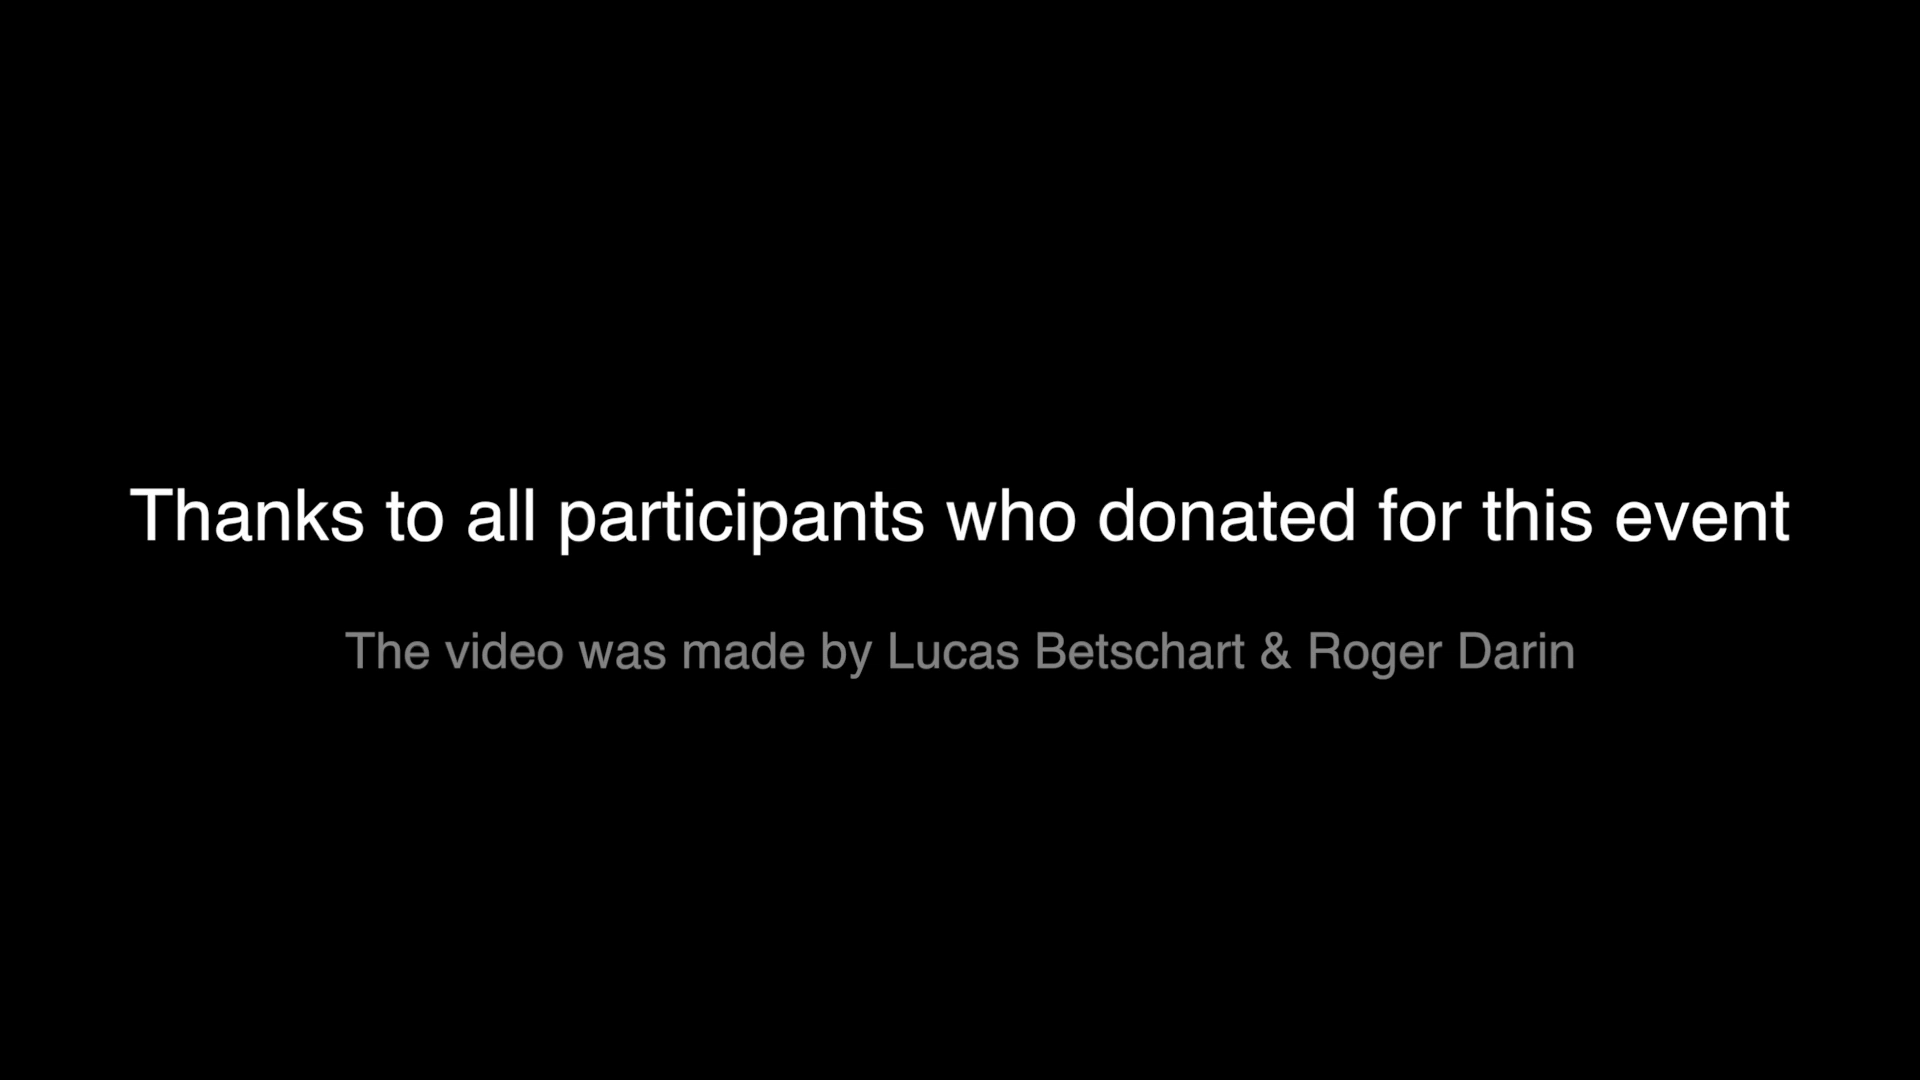 Thanks to all participants who donated for this event
The video was made by Lucas Betschart & Roger Darin